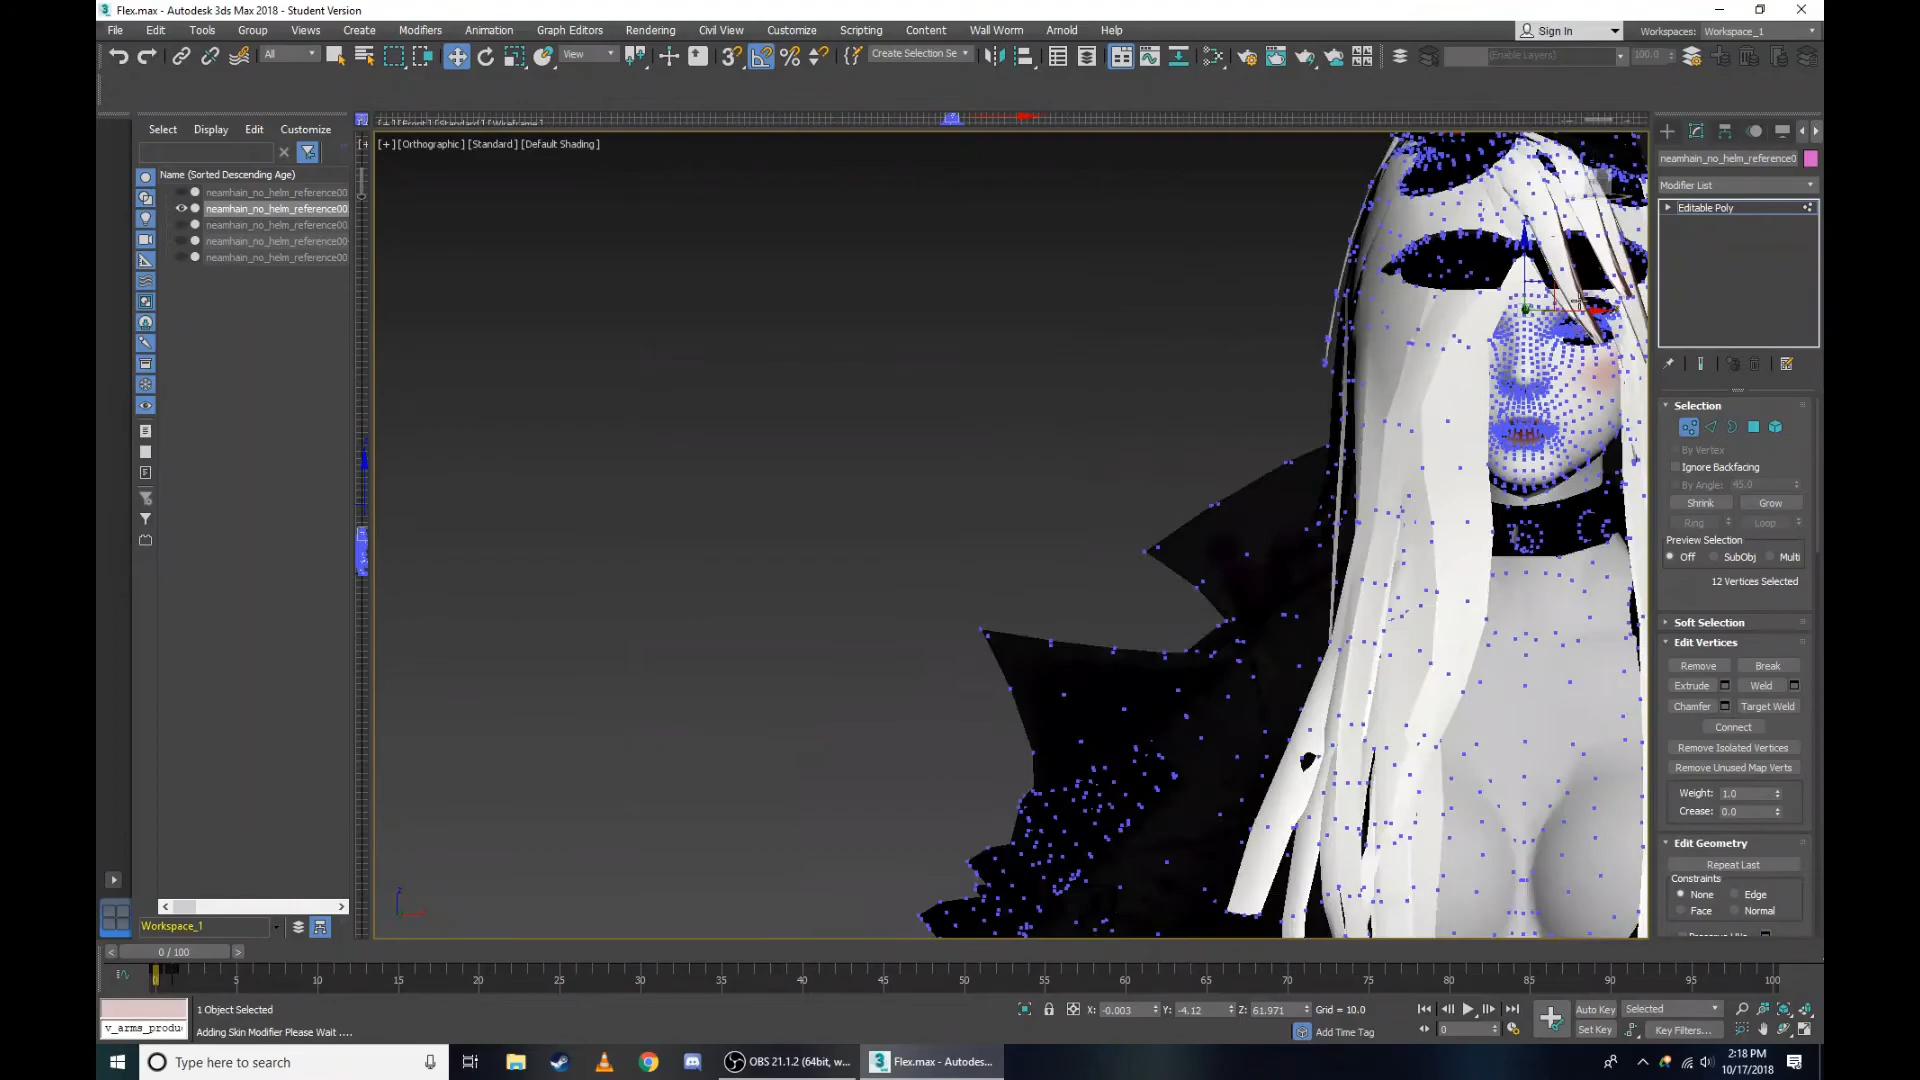 Flex.max - Autodesk 3ds Max 2018 - Student Version
File Edit Tools Group Views Create Modifiers Animation Graph Editors Rendering Civil View Customize Scripting Content Wall Worm Arnold Help Sign In Workspaces: Workspace_1
All View Create Selection Se (Enable Layers) 100.0
Select Display Edit Customize
[+][Front][Standard][Wireframe]
[+][Orthographic][Standard][Default Shading]
Name (Sorted Descending Age)
neamhain_no_helm_reference00
neamhain_no_helm_reference00
neamhain_no_helm_reference00
neamhain_no_helm_reference00
neamhain_no_helm_reference00
neamhain_no_helm_reference0
Modifier List
Editable Poly
Selection
By Vertex
Ignore Backfacing
By Angle: 45.0
Shrink Grow
Ring Loop
Preview Selection
Off SubObj Multi
12 Vertices Selected
Soft Selection
Edit Vertices
Remove Break
Extrude Weld
Chamfer Target Weld
Connect
Remove Isolated Vertices
Remove Unused Map Verts
Weight: 1.0
Crease: 0.0
Edit Geometry
Repeat Last
Constraints
None Edge
Face Normal
Workspace_1
0 / 100
5 10 15 20 25 30 35 40 45 50 55 60 65 70 75 80 85 90 95 100
1 Object Selected
X: -0.003 Y: -4.12 Z: 61.971 Grid = 10.0
Auto Key Selected
v_arms_produ
Adding Skin Modifier Please Wait ....
Add Time Tag
0
Set Key Key Filters...
Type here to search
OBS 21.1.2 (64bit, w...
Flex.max - Autodes...
2:18 PM
10/17/2018